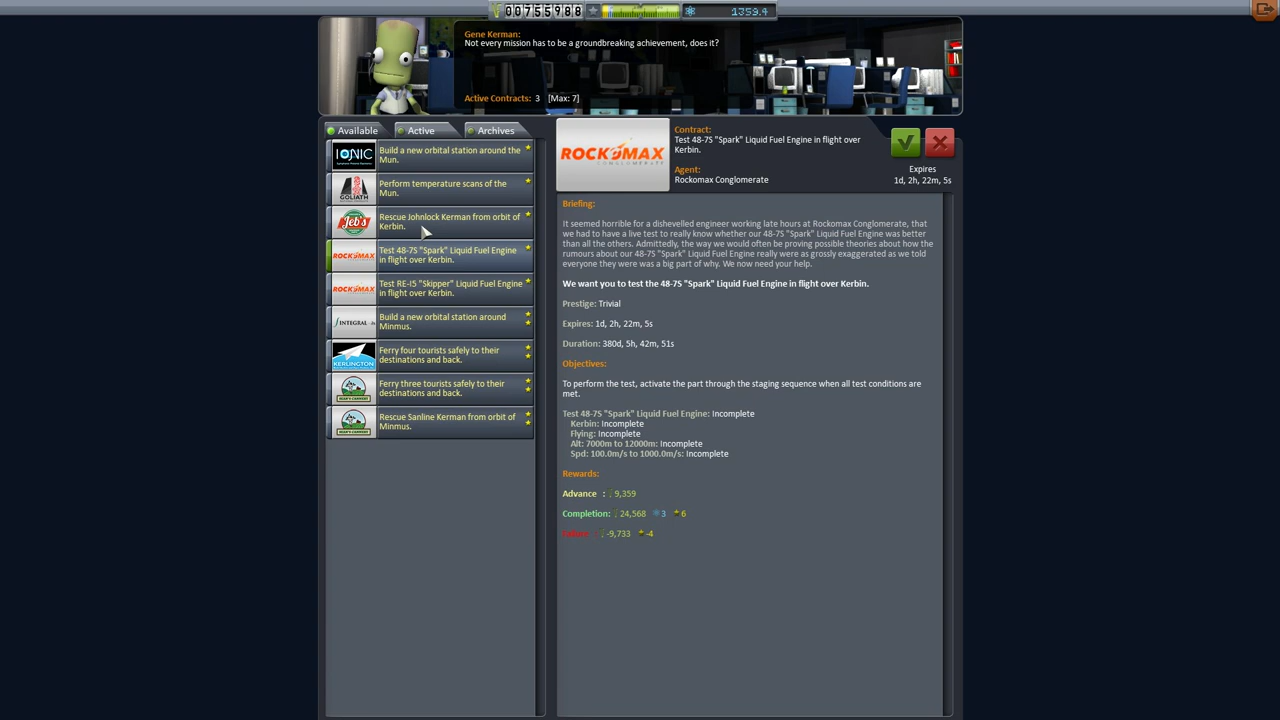 00755988
1359.4
Gene Kerman:
Not every mission has to be a groundbreaking achievement, does it?
Active Contracts: 3 [Max: 7]
Available
Active
Archives
IONIC
Build a new orbital station around the
Mun.
GOLIATH
Perform temperature scans of the
Mun.
Jeb's
Rescue Johnlock Kerman from orbit of
Kerbin.
ROCKOMAX
Test 48-7S "Spark" Liquid Fuel Engine
in flight over Kerbin.
ROCKOMAX
Test RE-I5 "Skipper" Liquid Fuel Engine
in flight over Kerbin.
INTEGRAL
Build a new orbital station around
Minmus.
KERLINGTON
Ferry four tourists safely to their
destinations and back.
Ferry three tourists safely to their
destinations and back.
Rescue Sanline Kerman from orbit of
Minmus.
ROCKOMAX
CONGLOMERATE
Contract:
Test 48-7S "Spark" Liquid Fuel Engine in flight over
Kerbin.
Agent:
Rockomax Conglomerate
Expires
1d, 2h, 22m, 5s
Briefing:
It seemed horrible for a dishevelled engineer working late hours at Rockomax Conglomerate, that
we had to have a live test to really know whether our 48-7S "Spark" Liquid Fuel Engine was better
than all the others. Admittedly, the way we would often be proving possible theories about how the
rumours about our 48-7S "Spark" Liquid Fuel Engine really were as grossly exaggerated as we told
everyone they were was a big part of why. We now need your help.
We want you to test the 48-7S "Spark" Liquid Fuel Engine in flight over Kerbin.
Prestige: Trivial
Expires: 1d, 2h, 22m, 5s
Duration: 380d, 5h, 42m, 51s
Objectives:
To perform the test, activate the part through the staging sequence when all test conditions are
met.
Test 48-7S "Spark" Liquid Fuel Engine: Incomplete
Kerbin: Incomplete
Flying: Incomplete
Alt: 7000m to 12000m: Incomplete
Spd: 100.0m/s to 1000.0m/s: Incomplete
Rewards:
Advance : 9,359
Completion: 24,568 3 6
Failure : -9,733 -4